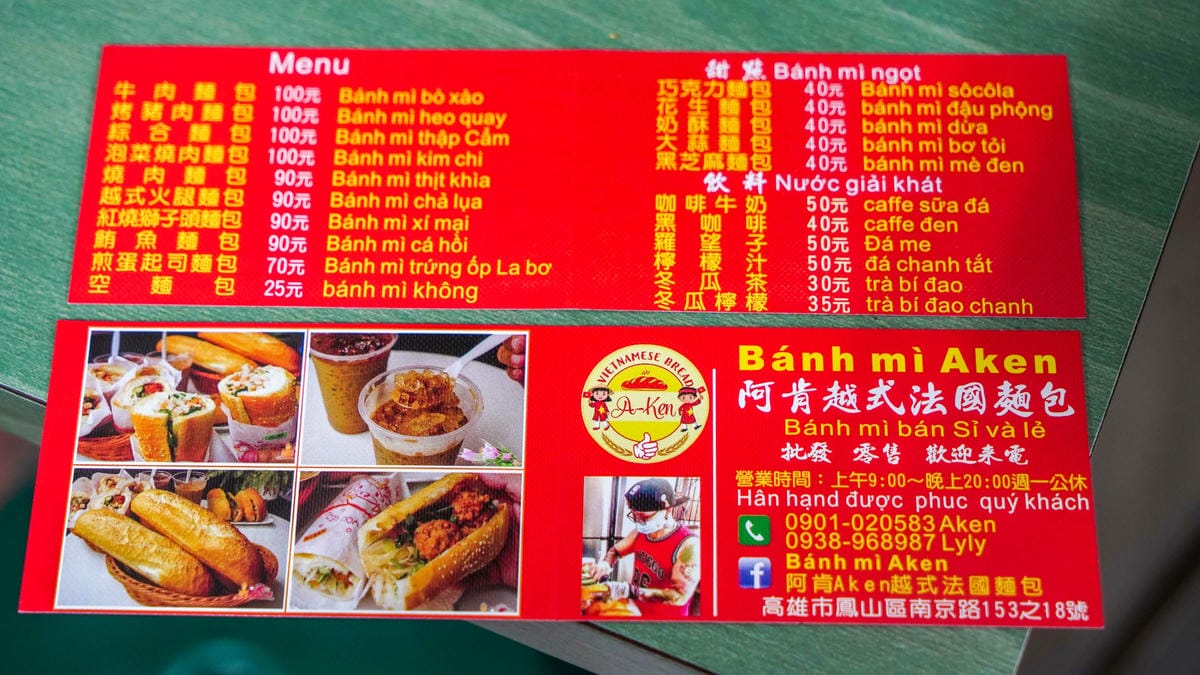 Menu
牛肉麵包 100元 Bánh mì bò xào
烤豬肉麵包 100元 Bánh mì heo quay
綜合麵包 100元 Bánh mì thập Cẩm
泡菜燒肉麵包 100元 Bánh mì kim chi
燒肉麵包 90元 Bánh mì thịt khìa
越式火腿麵包 90元 Bánh mì chả lụa
紅燒獅子頭麵包 90元 Bánh mì xí mại
鮪魚麵包 90元 Bánh mì cá hồi
煎蛋起司麵包 70元 Bánh mì trứng ốp La bơ
空麵包 25元 bánh mì không
甜點 Bánh mì ngọt
巧克力麵包 40元 Bánh mì sôcôla
花生麵包 40元 bánh mì đậu phộng
奶酥麵包 40元 bánh mì dừa
大蒜麵包 40元 bánh mì bơ tỏi
黑芝麻麵包 40元 bánh mì mè đen
飲料 Nước giải khát
咖啡牛奶 50元 caffe sữa đá
黑咖啡 40元 caffe đen
羅望子 50元 Đá me
檸檬汁 50元 đá chanh tắt
冬瓜茶 30元 trà bí đao
冬瓜檸檬 35元 trà bí đao chanh
VIETNAMESE BREAD
A-Ken
Bánh mì Aken
阿肯越式法國麵包
Bánh mì bán Sỉ và lẻ
批發 零售 歡迎來電
營業時間：上午9:00～晚上20:00週一公休
Hân hạnd được phuc quý khách
0901-020583 Aken
0938-968987 Lyly
Bánh mì Aken
阿肯Aken越式法國麵包
高雄市鳳山區南京路153之18號